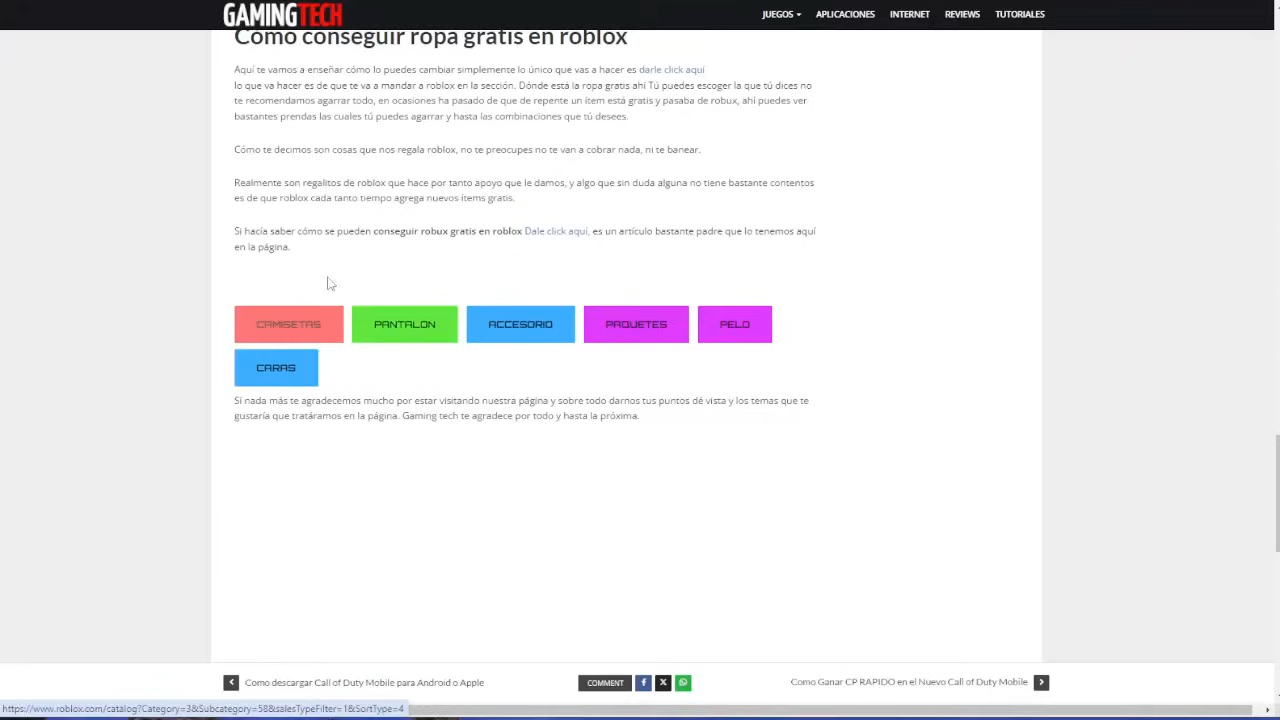 GAMINGTECH
JUEGOS APLICACIONES INTERNET REVIEWS TUTORIALES
Como conseguir ropa gratis en roblox
Aquí te vamos a enseñar cómo lo puedes cambiar simplemente lo único que vas a hacer es darle click aquí
lo que va hacer es de que te va a mandar a roblox en la sección. Dónde está la ropa gratis ahí Tú puedes escoger la que tú dices no
te recomendamos agarrar todo, en ocasiones ha pasado de que de repente un ítem está gratis y pasaba de robux, ahí puedes ver
bastantes prendas las cuales tú puedes agarrar y hasta las combinaciones que tú desees.
Cómo te decimos son cosas que nos regala roblox, no te preocupes no te van a cobrar nada, ni te banear.
Realmente son regalitos de roblox que hace por tanto apoyo que le damos, y algo que sin duda alguna no tiene bastante contentos
es de que roblox cada tanto tiempo agrega nuevos ítems gratis.
Si hacía saber cómo se pueden conseguir robux gratis en roblox Dale click aquí, es un artículo bastante padre que lo tenemos aquí
en la página.
CAMISETAS PANTALON ACCESORIO PAQUETES PELO
CARAS
Si nada más te agradecemos mucho por estar visitando nuestra página y sobre todo darnos tus puntos dé vista y los temas que te
gustaría que tratáramos en la página. Gaming tech te agradece por todo y hasta la próxima.
Como descargar Call of Duty Mobile para Android o Apple COMMENT Como Ganar CP RAPIDO en el Nuevo Call of Duty Mobile
https://www.roblox.com/catalog?Category=3&Subcategory=58&salesTypeFilter=1&SortType=4